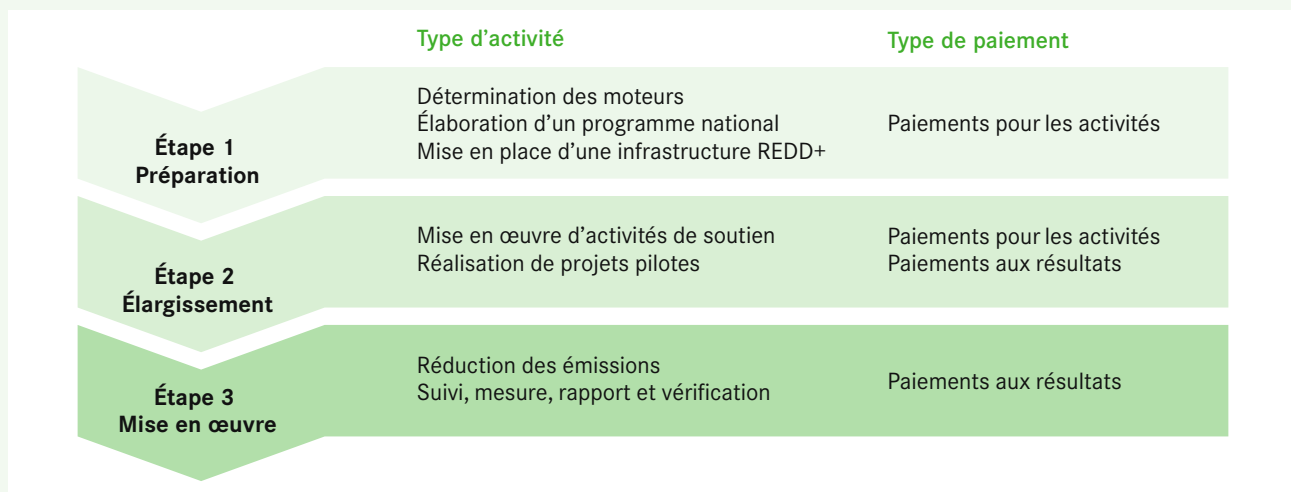 Type d’activité
Type de paiement
Étape 1
Préparation
Détermination des moteurs
Élaboration d’un programme national
Mise en place d’une infrastructure REDD+
Paiements pour les activités
Étape 2
Élargissement
Mise en œuvre d’activités de soutien
Réalisation de projets pilotes
Paiements pour les activités
Paiements aux résultats
Étape 3
Mise en œuvre
Réduction des émissions
Suivi, mesure, rapport et vérification
Paiements aux résultats